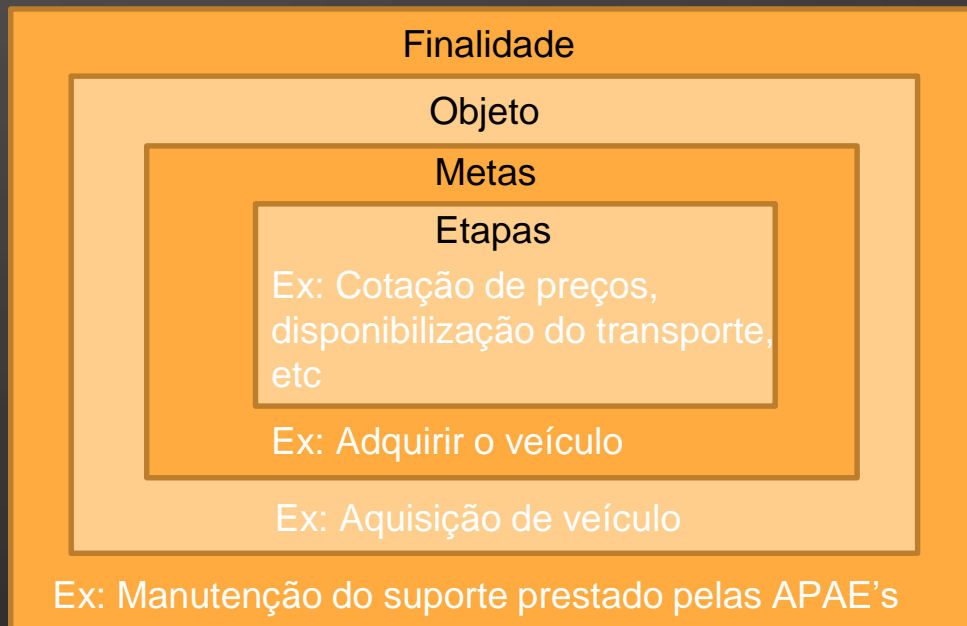 Finalidade
Objeto
Metas
Etapas
Ex: Cotação de preços,
disponibilização do transporte,
etc
Ex: Adquirir o veículo
Ex: Aquisição de veículo
Ex: Manutenção do suporte prestado pelas APAE’s